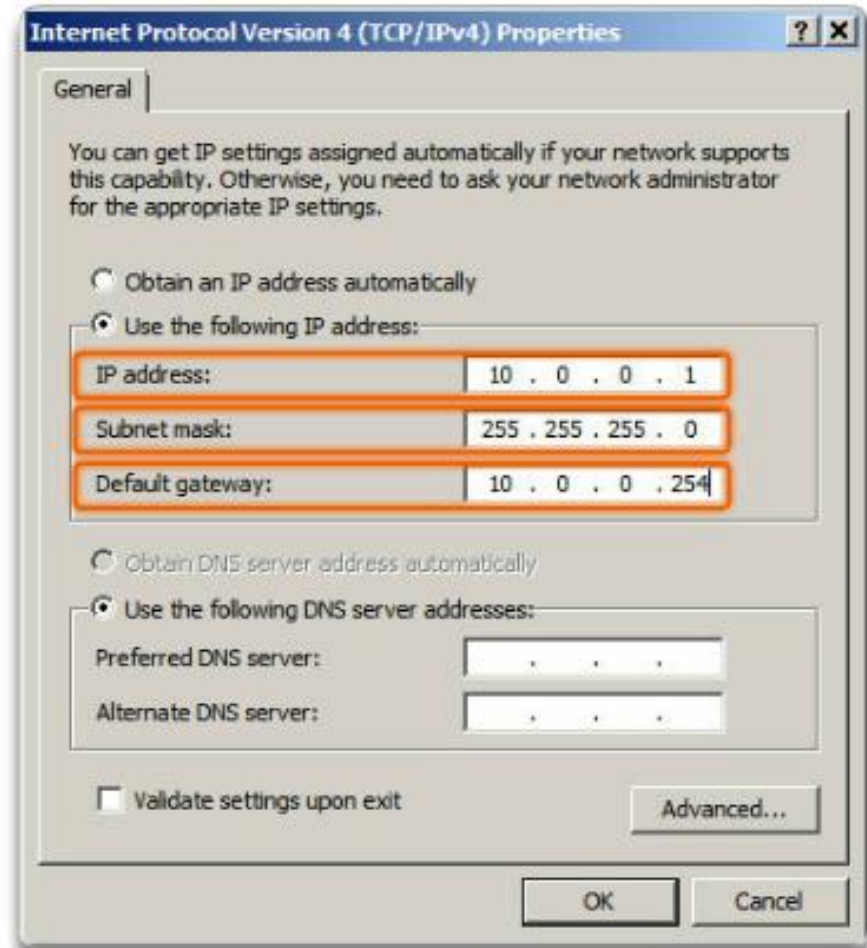 Internet Protocol Version 4 (TCP/IPv4) Properties
General
You can get IP settings assigned automatically if your network supports
this capability. Otherwise, you need to ask your network administrator
for the appropriate IP settings.
Obtain an IP address automatically
Use the following IP address:
IP address: 10 . 0 . 0 . 1
Subnet mask: 255 . 255 . 255 . 0
Default gateway: 10 . 0 . 0 . 254
Obtain DNS server address automatically
Use the following DNS server addresses:
Preferred DNS server: . . .
Alternate DNS server: . . .
Validate settings upon exit
Advanced...
OK Cancel